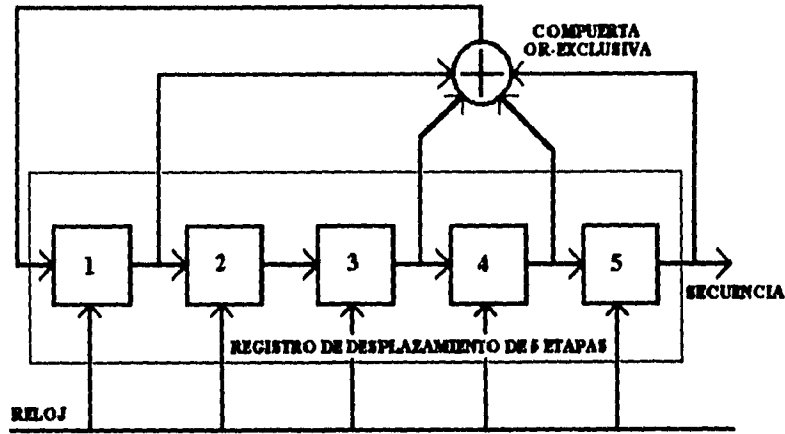 COMPUERTA
OR-EXCLUSIVA
1 2 3 4 5
SECUENCIA
REGISTRO DE DESPLAZAMIENTO DE 5 ETAPAS
RELOJ